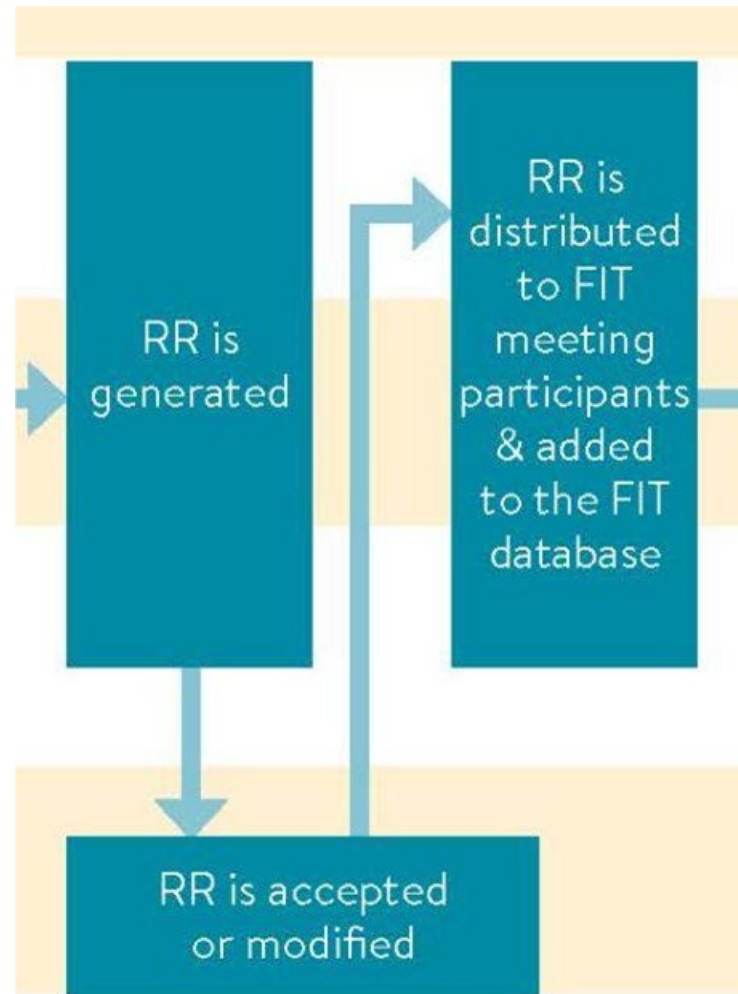 RR is
generated
RR is
distributed
to FIT
meeting
participants
& added
to the FIT
database
RR is accepted
or modified